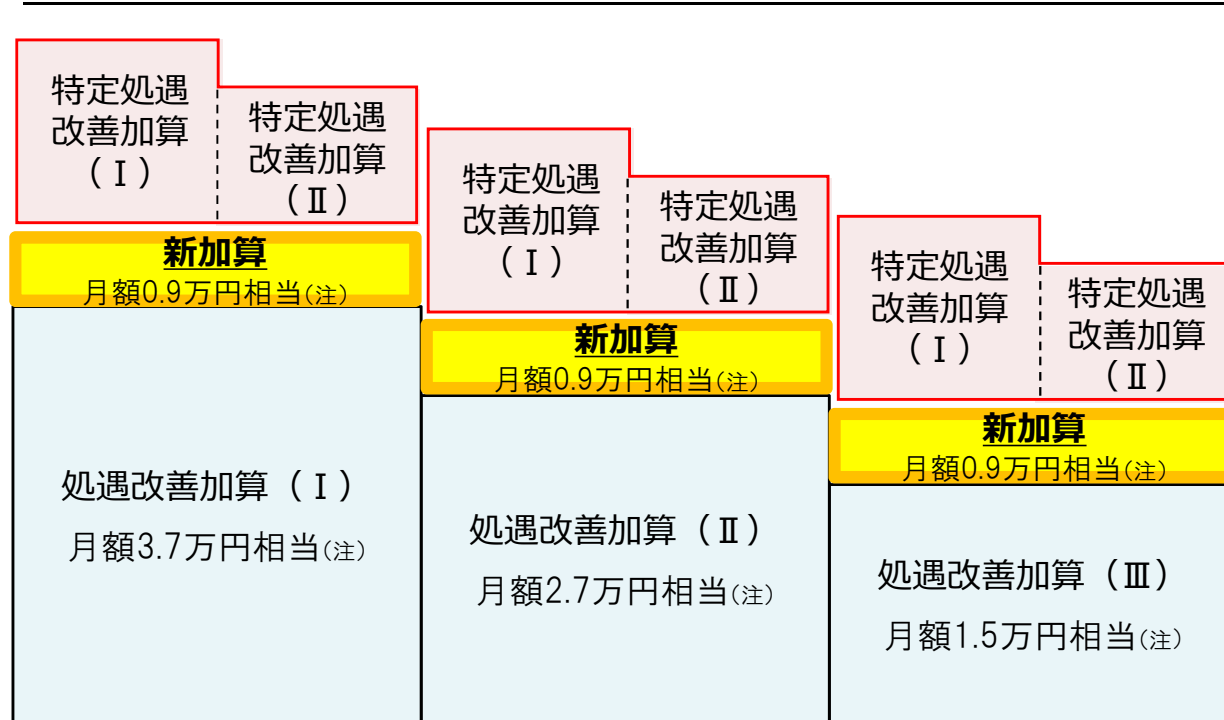 特定処遇
改善加算
(Ⅰ)
特定処遇
改善加算
(Ⅱ)
新加算
月額0.9万円相当(注)
処遇改善加算(Ⅰ)
月額3.7万円相当(注)
特定処遇
改善加算
(Ⅰ)
特定処遇
改善加算
(Ⅱ)
新加算
月額0.9万円相当(注)
処遇改善加算(Ⅱ)
月額2.7万円相当(注)
特定処遇
改善加算
(Ⅰ)
特定処遇
改善加算
(Ⅱ)
新加算
月額0.9万円相当(注)
処遇改善加算(Ⅲ)
月額1.5万円相当(注)